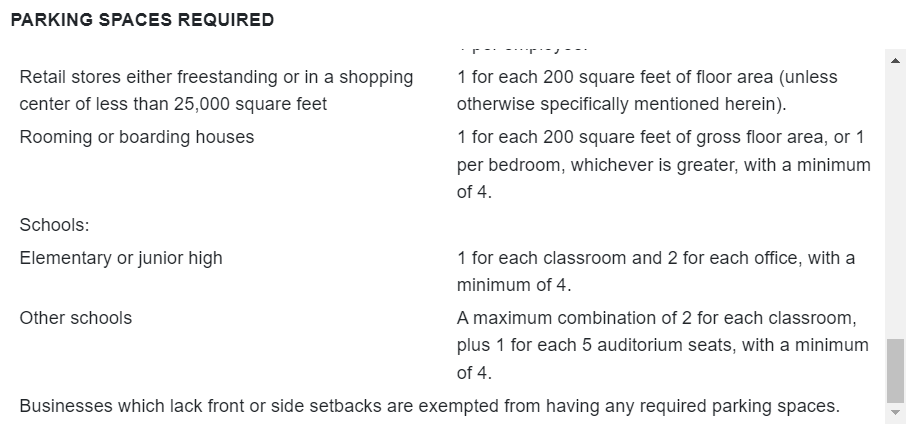 PARKING SPACES REQUIRED
Retail stores either freestanding or in a shopping
center of less than 25,000 square feet
1 for each 200 square feet of floor area (unless
otherwise specifically mentioned herein).
Rooming or boarding houses
1 for each 200 square feet of gross floor area, or 1
per bedroom, whichever is greater, with a minimum
of 4.
Schools:
Elementary or junior high
1 for each classroom and 2 for each office, with a
minimum of 4.
Other schools
A maximum combination of 2 for each classroom,
plus 1 for each 5 auditorium seats, with a minimum
of 4.
Businesses which lack front or side setbacks are exempted from having any required parking spaces.